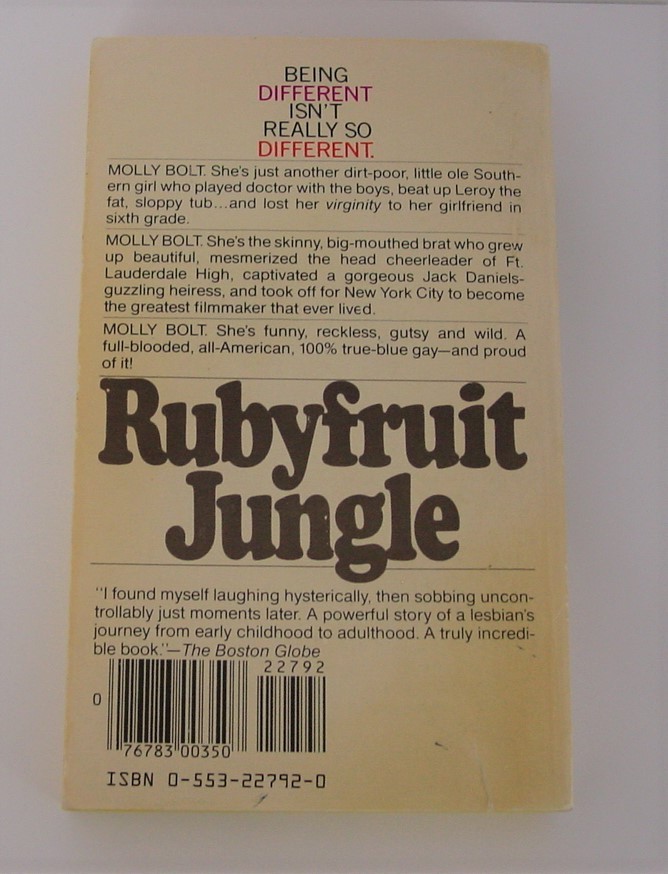 BEING
DIFFERENT
ISN'T
REALLY SO
DIFFERENT.
MOLLY BOLT. She's just another dirt-poor, little ole South-
ern girl who played doctor with the boys, beat up Leroy the
fat, sloppy tub...and lost her virginity to her girlfriend in
sixth grade.
MOLLY BOLT. She's the skinny, big-mouthed brat who grew
up beautiful, mesmerized the head cheerleader of Ft.
Lauderdale High, captivated a gorgeous Jack Daniels-
guzzling heiress, and took off for New York City to become
the greatest filmmaker that ever lived.
MOLLY BOLT. She's funny, reckless, gutsy and wild. A
full-blooded, all-American, 100% true-blue gay—and proud
of it!
Rubyfruit
Jungle
"I found myself laughing hysterically, then sobbing uncon-
trollably just moments later. A powerful story of a lesbian's
journey from early childhood to adulthood. A truly incredi-
ble book."—The Boston Globe
22792
0
76783 00350
ISBN 0-553-22792-0